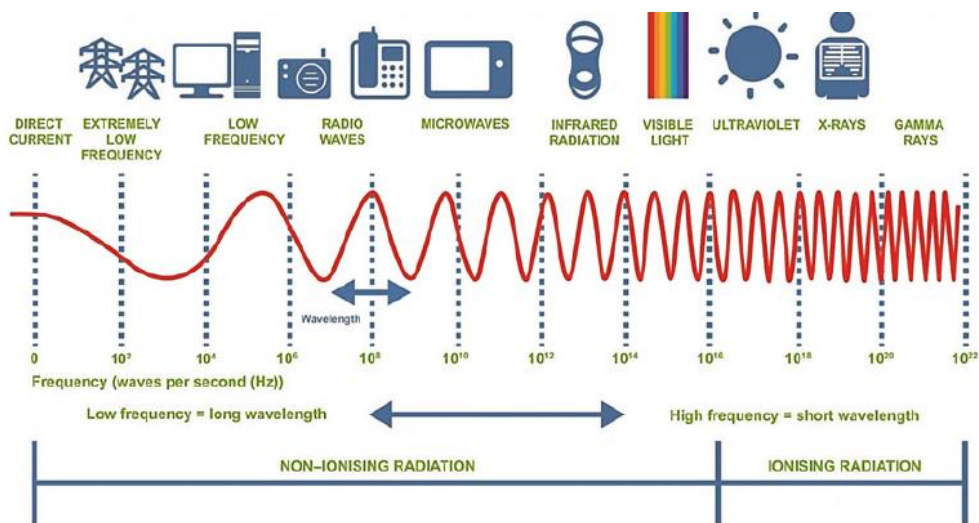 DIRECT CURRENT
EXTREMELY LOW FREQUENCY
LOW FREQUENCY
RADIO WAVES
MICROWAVES
INFRARED RADIATION
VISIBLE LIGHT
ULTRAVIOLET
X-RAYS
GAMMA RAYS
Wavelength
0 10² 10⁴ 10⁶ 10⁸ 10¹⁰ 10¹² 10¹⁴ 10¹⁶ 10¹⁸ 10²⁰ 10²²
Frequency (waves per second (Hz))
Low frequency = long wavelength
High frequency = short wavelength
NON–IONISING RADIATION
IONISING RADIATION